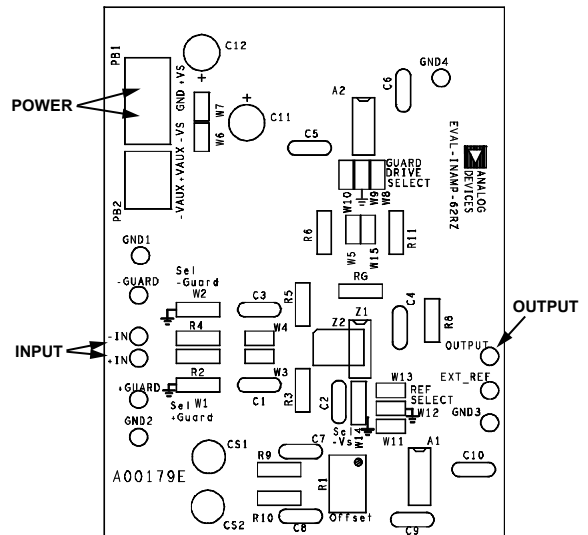 PB1
C12
+VS
GND
-VS
POWER
+
W7
W6
+
C11
C5
A2
C6
GND4
EVAL-INAMP-62RZ
ANALOG
DEVICES
GUARD
DRIVE
SELECT
W10
W9
W8
PB2
+VAUX
-VAUX
R6
W5
W15
R11
GND1
-GUARD
Sel
-Guard
W2
C3
R5
RG
C4
R8
R4
W4
Z2
Z1
OUTPUT
OUTPUT
INPUT
-IN
+IN
R2
W3
+GUARD
W1
Sel
+Guard
C1
R3
C2
W14
Sel
-Vs
W13
REF
SELECT
W12
W11
EXT_REF
GND3
GND2
CS1
C7
A00179E
R9
R1
A1
C10
CS2
R10
C8
Offset
C9